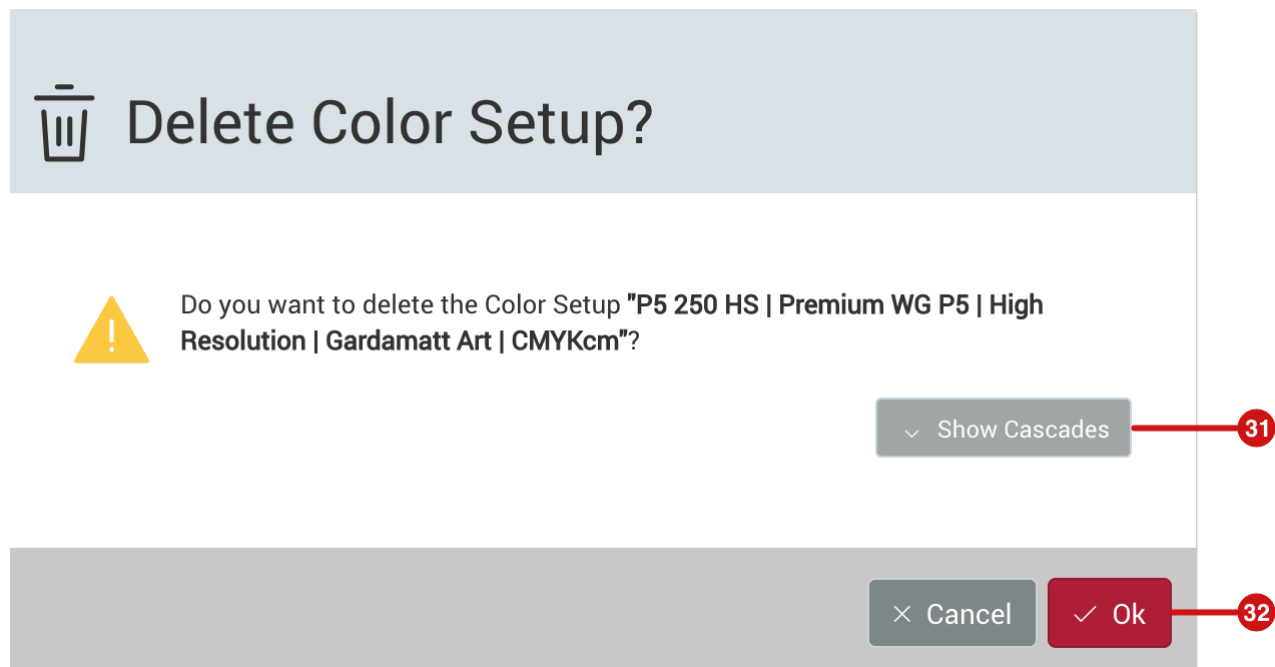 Delete Color Setup?
Do you want to delete the Color Setup "P5 250 HS | Premium WG P5 | High
Resolution | Gardamatt Art | CMYKcm"?
Show Cascades
31
Cancel
Ok
32